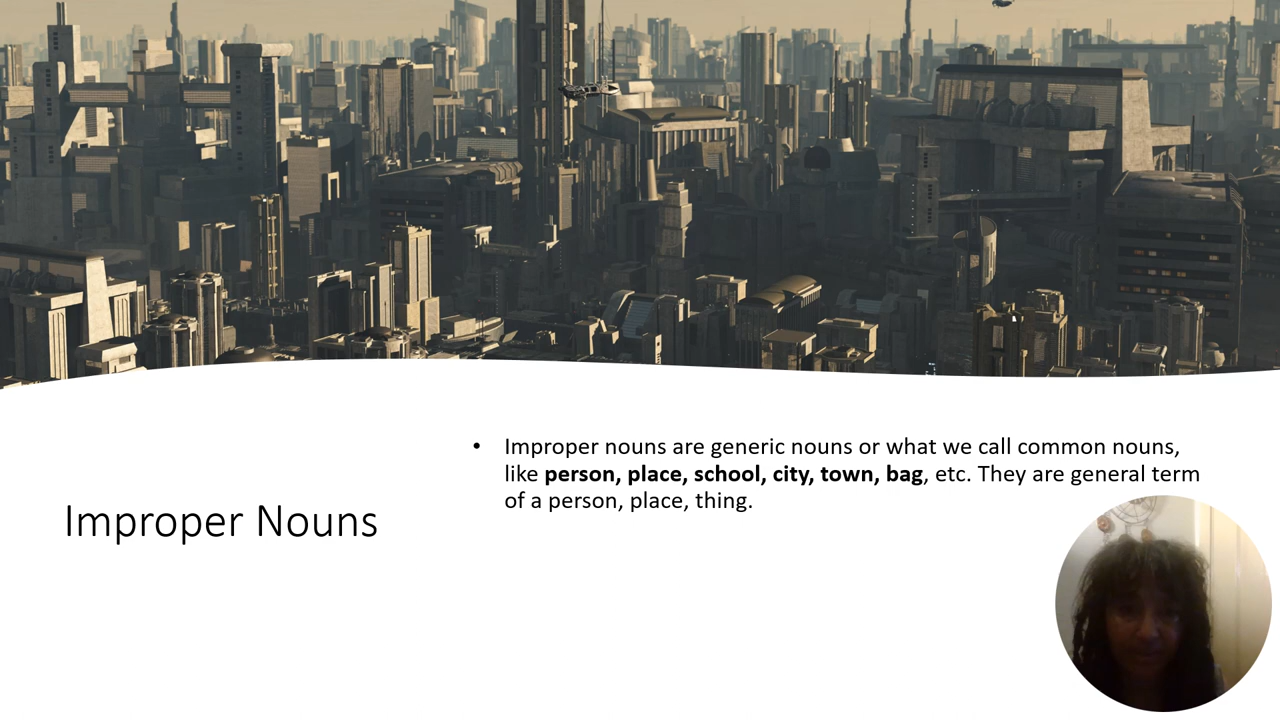 Improper Nouns
• Improper nouns are generic nouns or what we call common nouns,
like person, place, school, city, town, bag, etc. They are general term
of a person, place, thing.